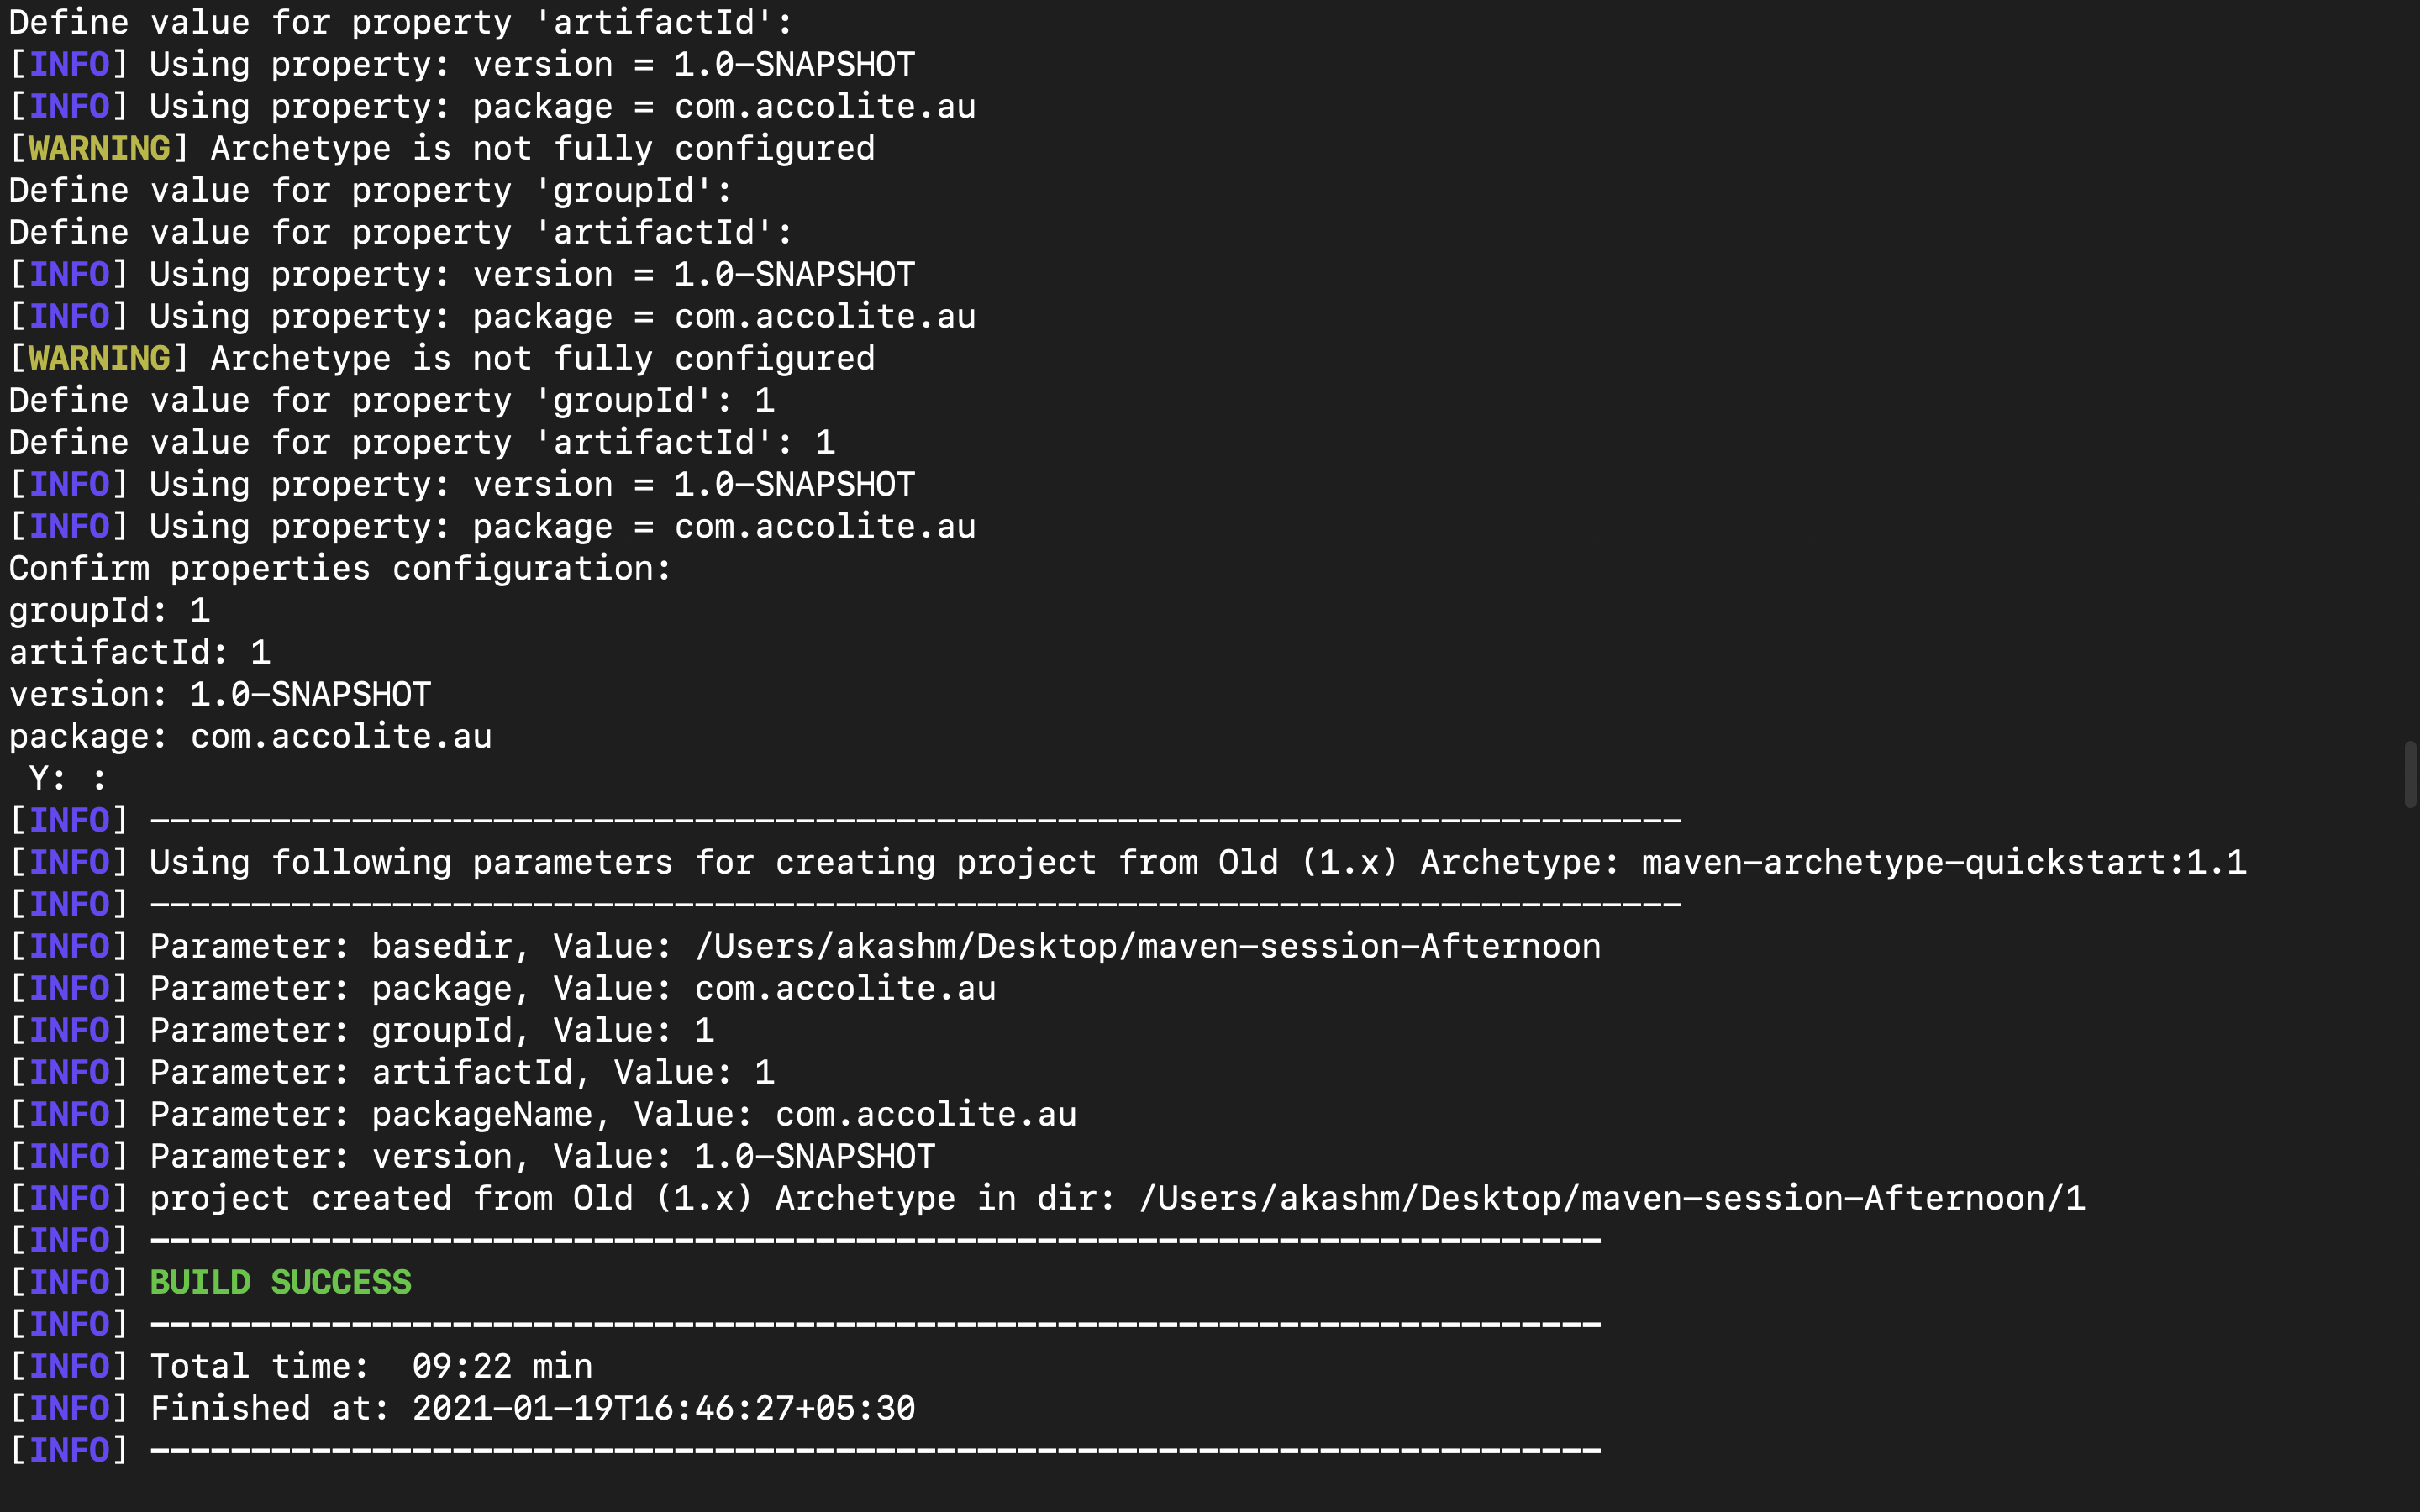 Define value for property 'artifactId':
[INFO] Using property: version = 1.0-SNAPSHOT
[INFO] Using property: package = com.accolite.au
[WARNING] Archetype is not fully configured
Define value for property 'groupId':
Define value for property 'artifactId':
[INFO] Using property: version = 1.0-SNAPSHOT
[INFO] Using property: package = com.accolite.au
[WARNING] Archetype is not fully configured
Define value for property 'groupId': 1
Define value for property 'artifactId': 1
[INFO] Using property: version = 1.0-SNAPSHOT
[INFO] Using property: package = com.accolite.au
Confirm properties configuration:
groupId: 1
artifactId: 1
version: 1.0-SNAPSHOT
package: com.accolite.au
 Y: :
[INFO] ----------------------------------------------------------------------------
[INFO] Using following parameters for creating project from Old (1.x) Archetype: maven-archetype-quickstart:1.1
[INFO] ----------------------------------------------------------------------------
[INFO] Parameter: basedir, Value: /Users/akashm/Desktop/maven-session-Afternoon
[INFO] Parameter: package, Value: com.accolite.au
[INFO] Parameter: groupId, Value: 1
[INFO] Parameter: artifactId, Value: 1
[INFO] Parameter: packageName, Value: com.accolite.au
[INFO] Parameter: version, Value: 1.0-SNAPSHOT
[INFO] project created from Old (1.x) Archetype in dir: /Users/akashm/Desktop/maven-session-Afternoon/1
[INFO] ------------------------------------------------------------------------
[INFO] BUILD SUCCESS
[INFO] ------------------------------------------------------------------------
[INFO] Total time:  09:22 min
[INFO] Finished at: 2021-01-19T16:46:27+05:30
[INFO] ------------------------------------------------------------------------